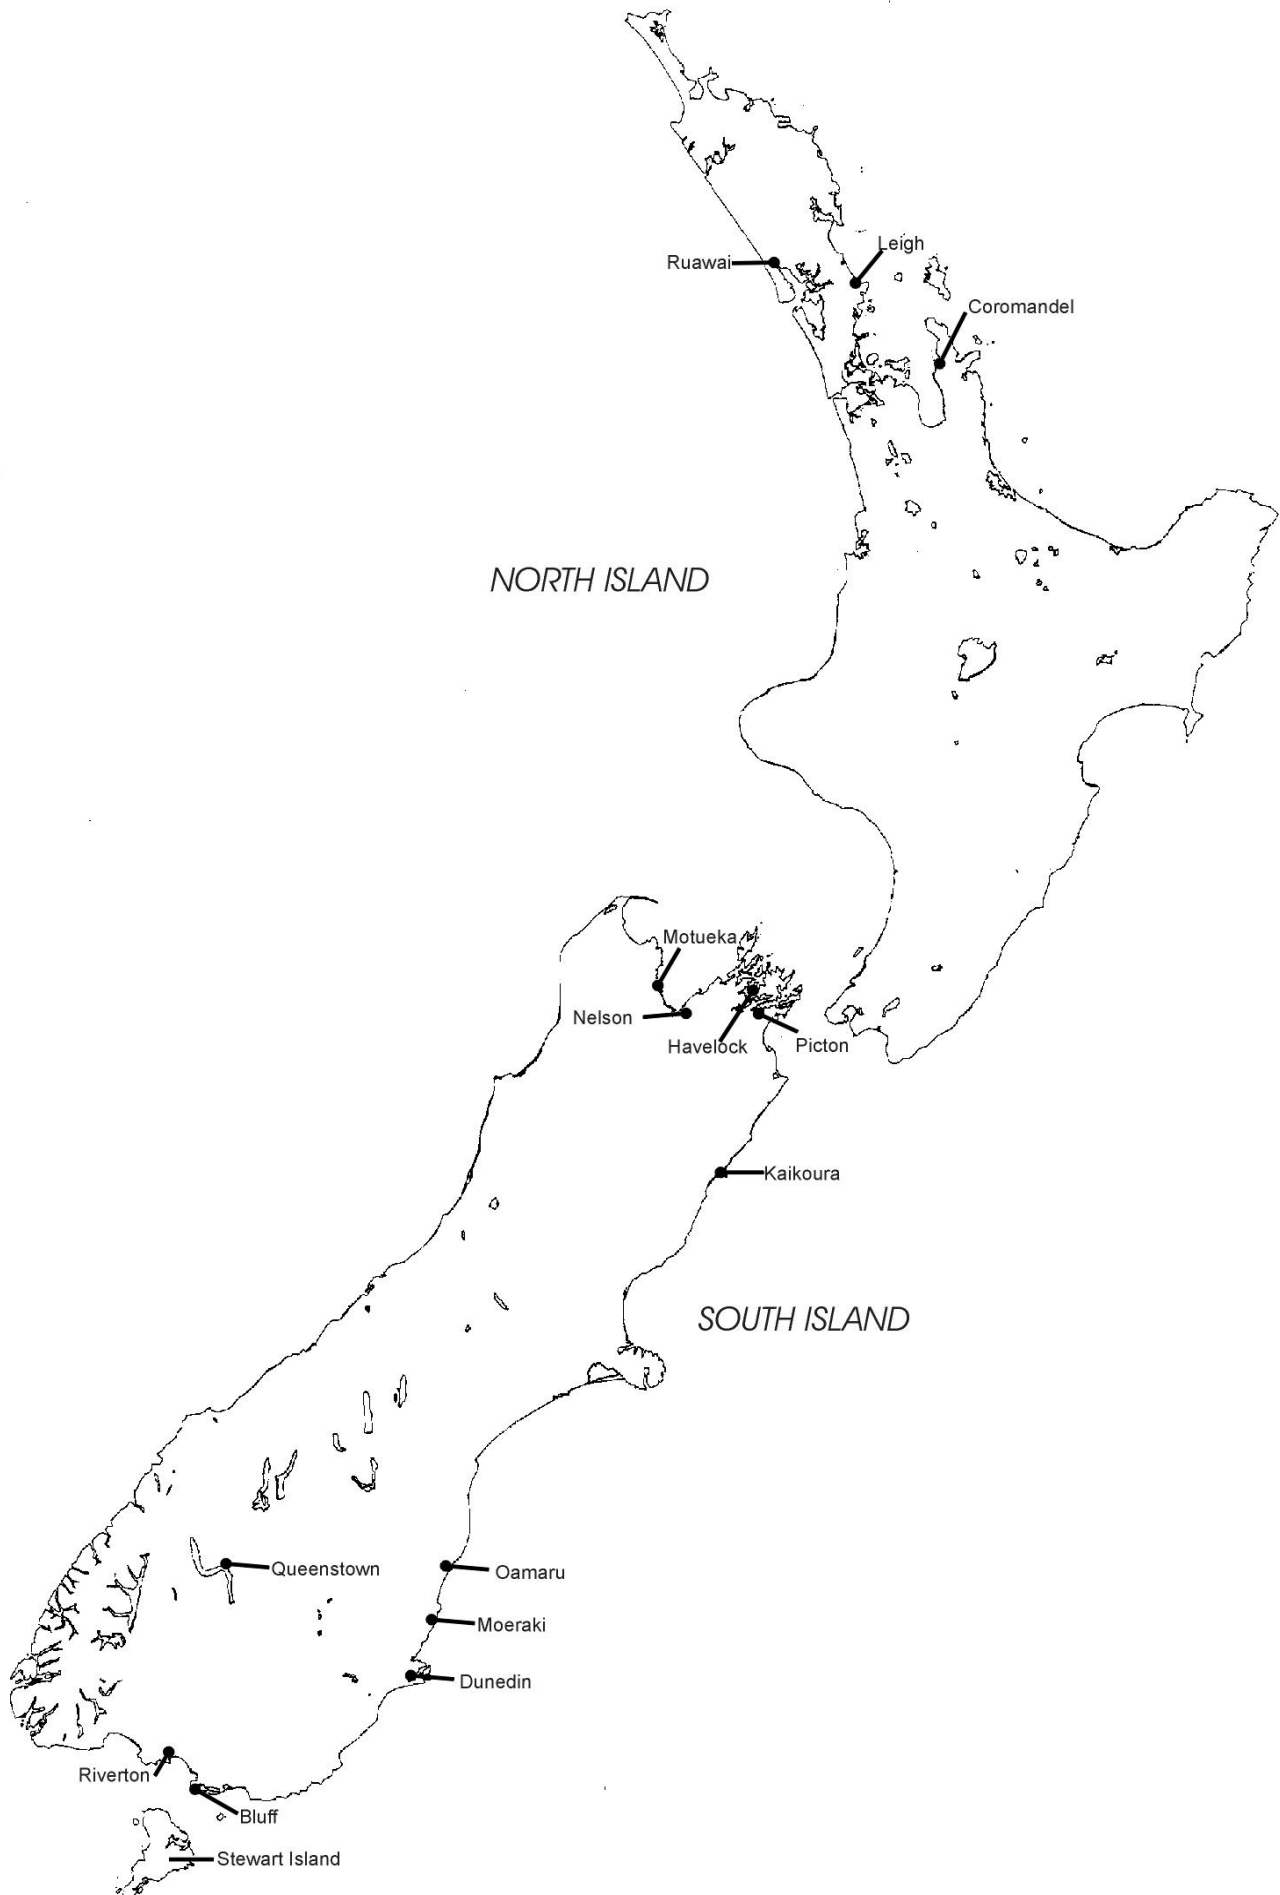 Leigh
Ruawai
Coromandel
NORTH ISLAND
Motueka
Nelson
Havelock
Picton
Kaikoura
SOUTH ISLAND
Queenstown
Oamaru
Moeraki
Dunedin
Riverton
Bluff
Stewart Island